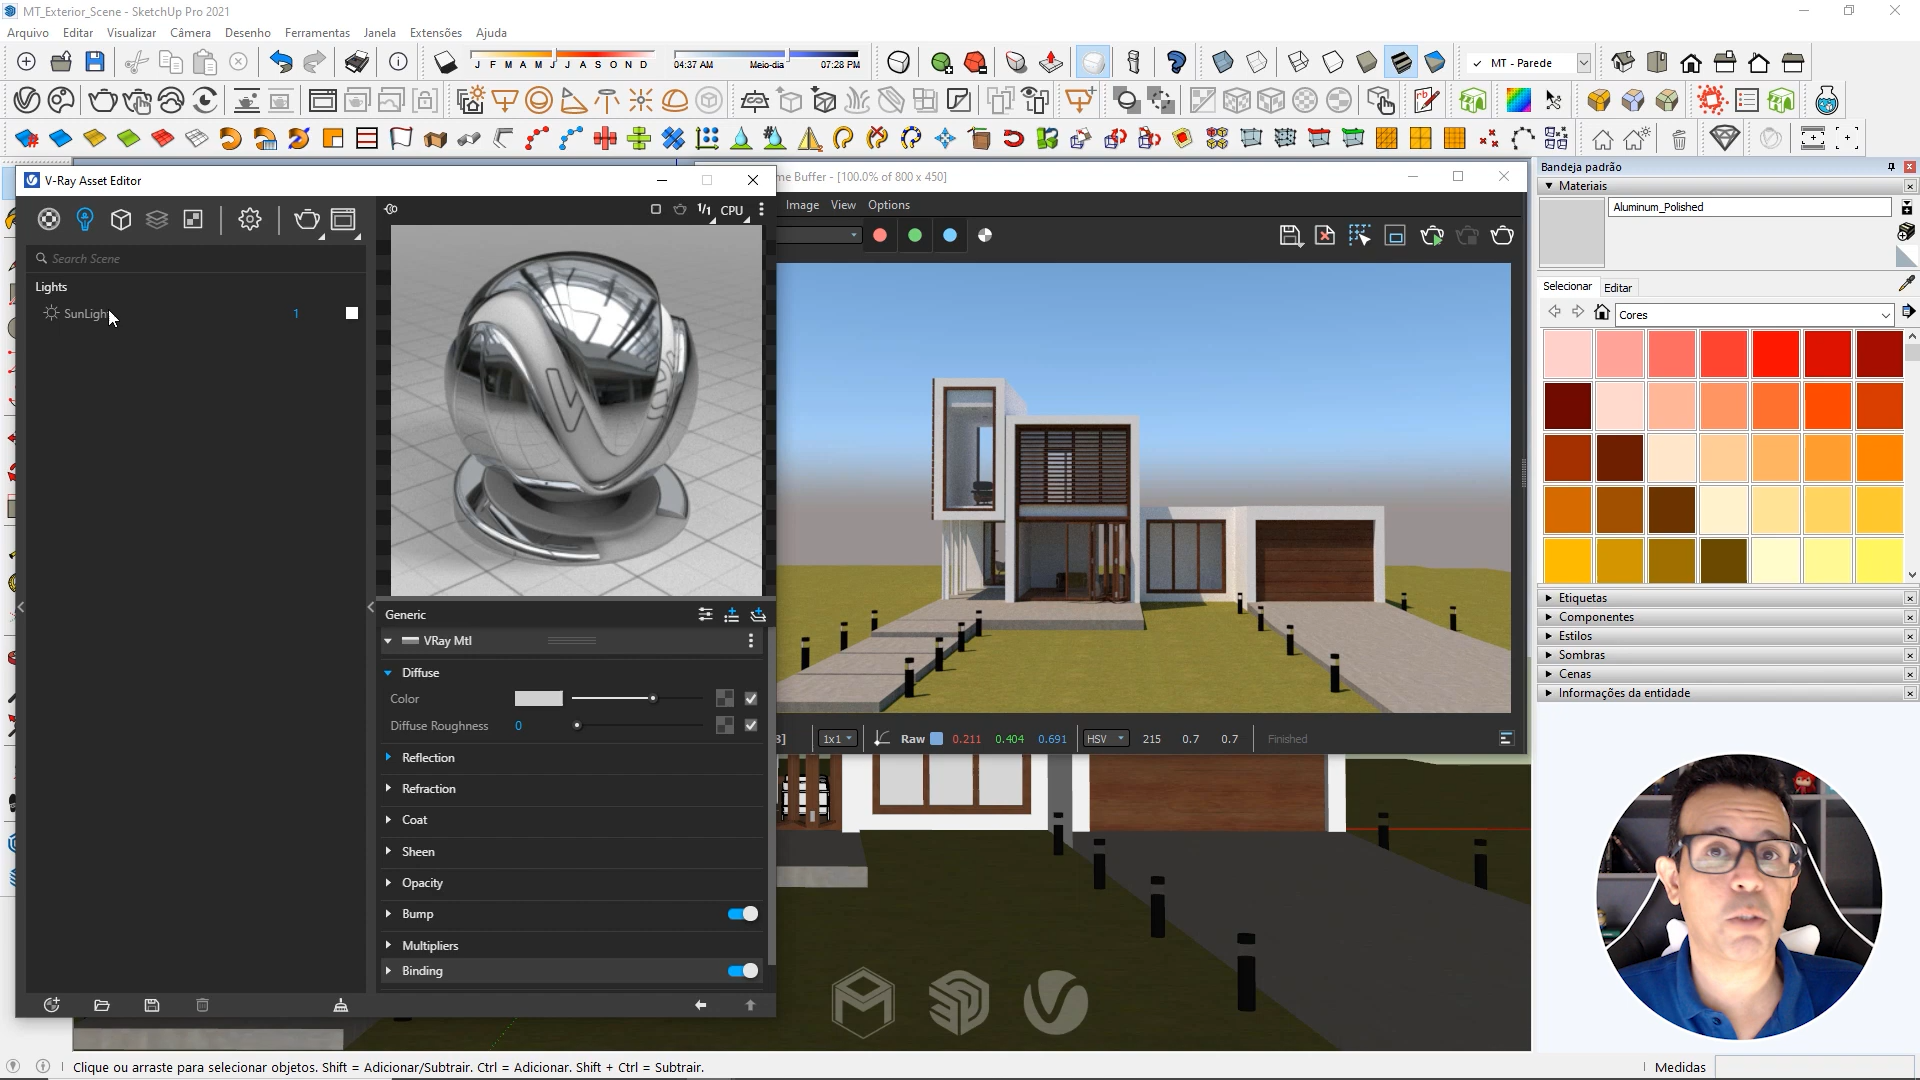 MT_Exterior_Scene - SketchUp Pro 2021
Arquivo Editar Visualizar Câmera Desenho Ferramentas Janela Extensões Ajuda
J F M A M J J A S O N D
04:37 AM Meio-dia 07:28 PM
MT - Parede
V-Ray Asset Editor
me Buffer - [100.0% of 800 x 450]
Image View Options
1/1 CPU
Search Scene
Lights
SunLight 1
Generic
VRay Mtl
Diffuse
Color
Diffuse Roughness 0
Reflection
Refraction
Coat
Sheen
Opacity
Bump
Multipliers
Binding
1x1 Raw 0.211 0.404 0.691 HSV 215 0.7 0.7 Finished
Bandeja padrão
Materiais
Aluminum_Polished
Selecionar Editar
Cores
Etiquetas
Componentes
Estilos
Sombras
Cenas
Informações da entidade
Clique ou arraste para selecionar objetos. Shift = Adicionar/Subtrair. Ctrl = Adicionar. Shift + Ctrl = Subtrair.
Medidas